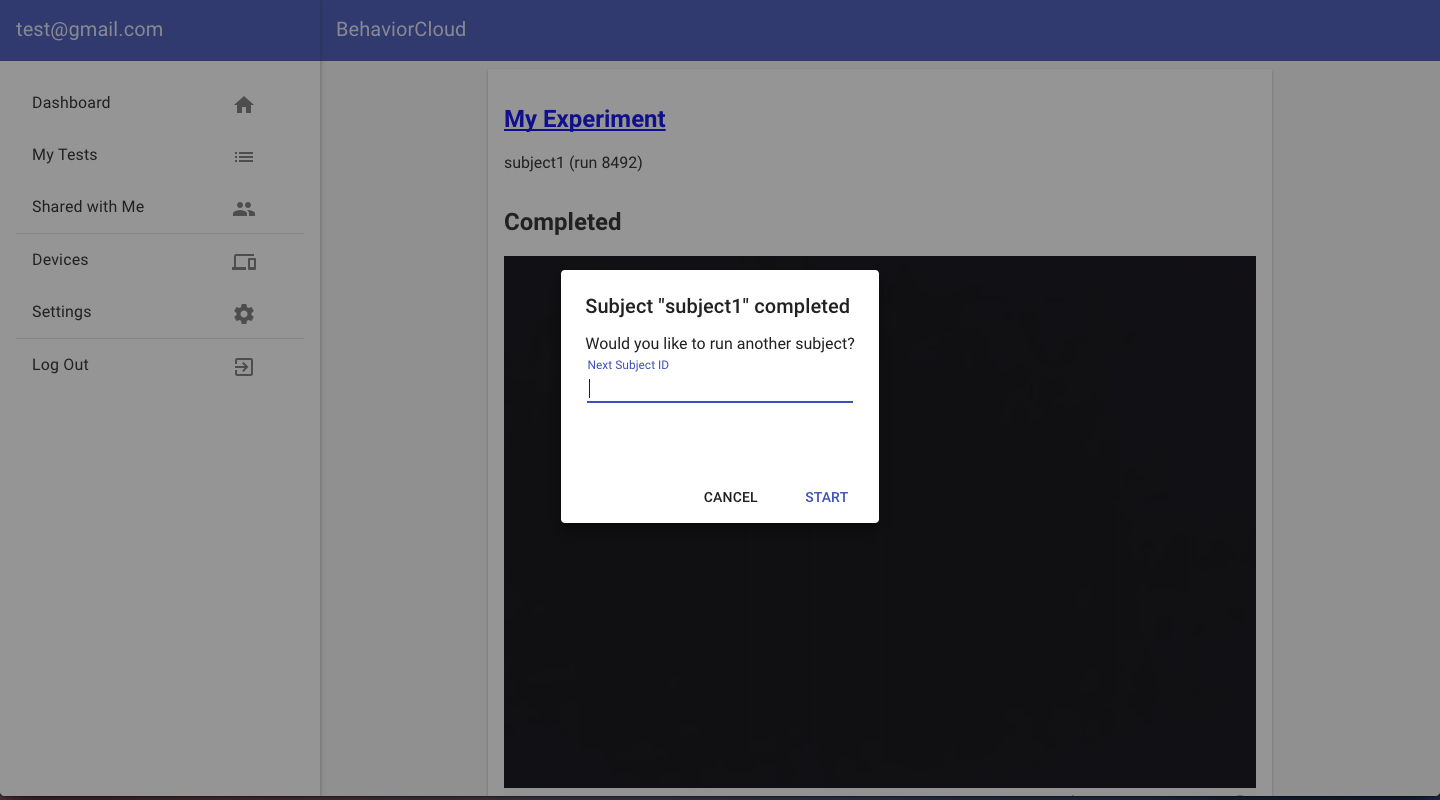 test@gmail.com
BehaviorCloud
Dashboard
My Tests
Shared with Me
Devices
Settings
Log Out
My Experiment
subject1 (run 8492)
Completed
Subject "subject1" completed
Would you like to run another subject?
Next Subject ID
CANCEL
START